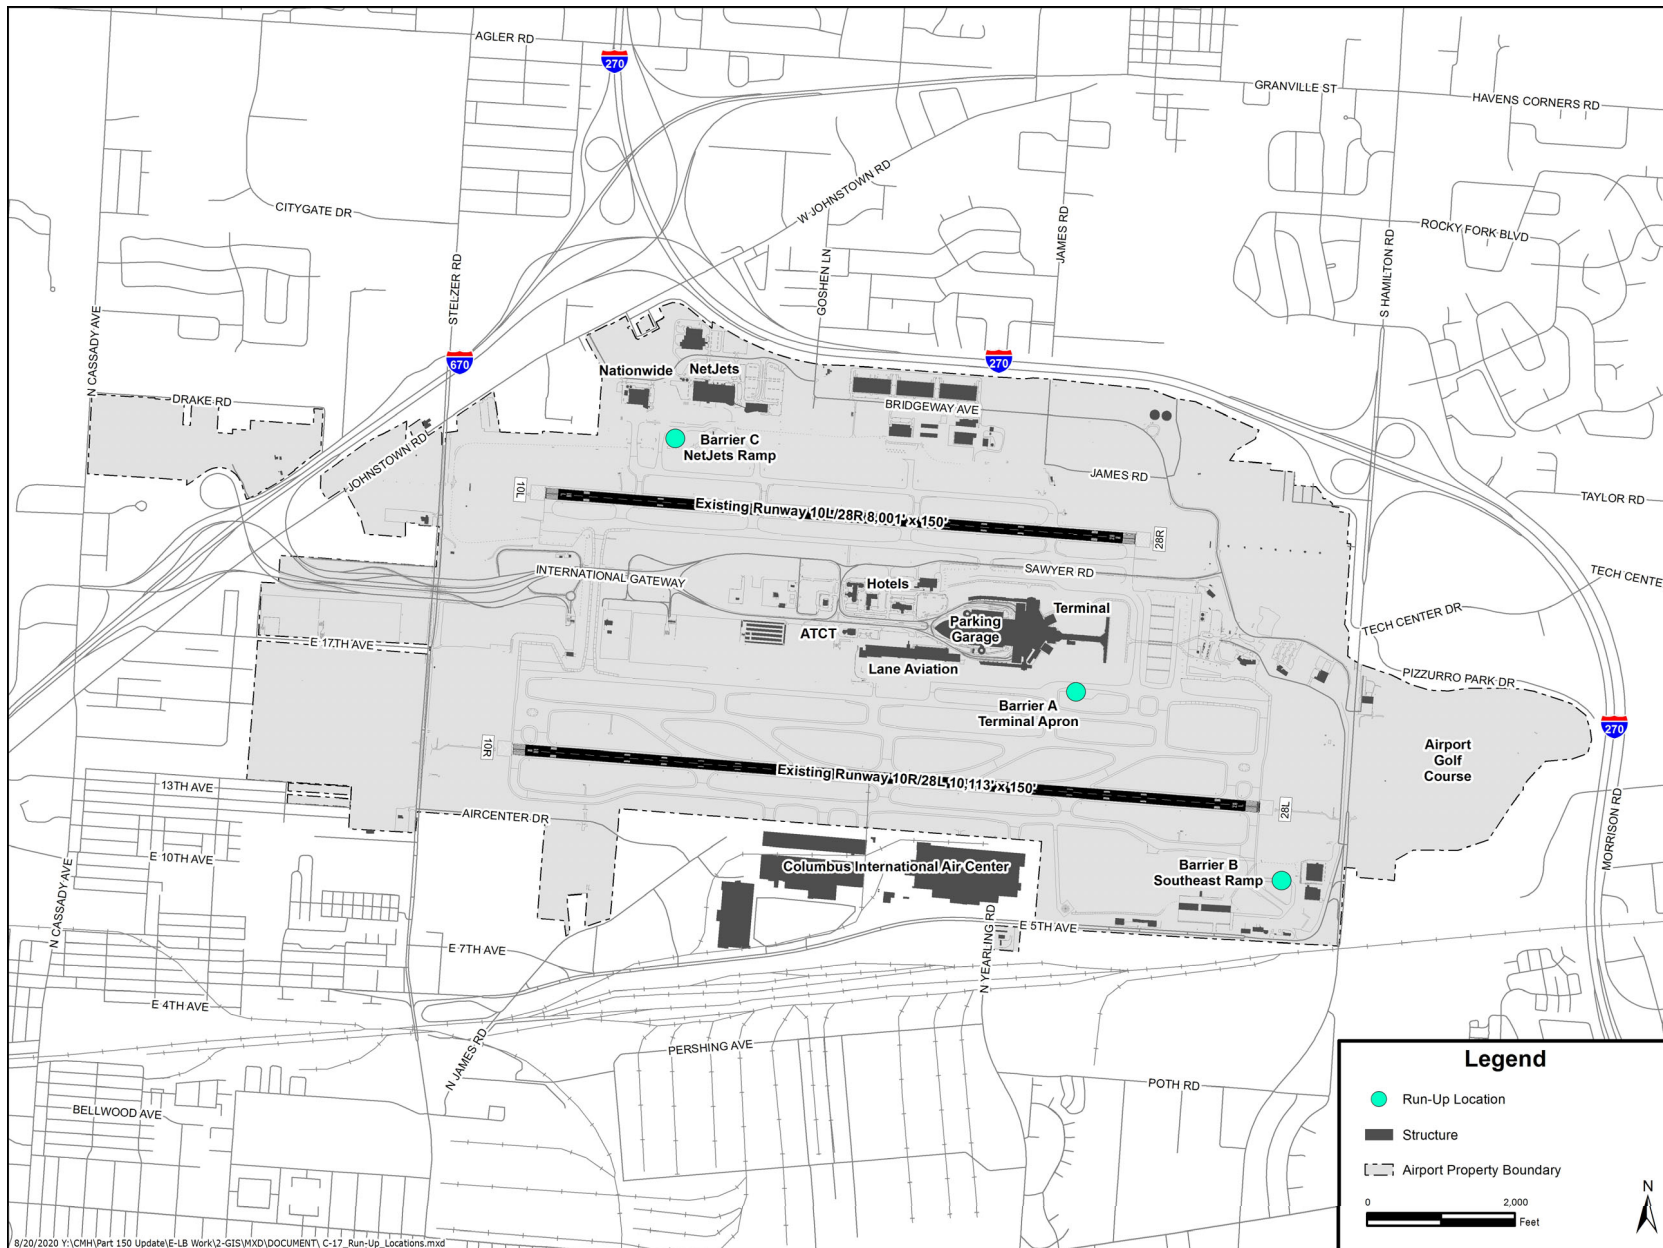 AGLER RD
270
GRANVILLE ST
HAVENS CORNERS RD
W JOHNSTOWN RD
CITYGATE DR
JAMES RD
ROCKY FORK BLVD
STELZER RD
GOSHEN LN
S HAMILTON RD
N CASSADY AVE
670
270
Nationwide
NetJets
DRAKE RD
BRIDGEWAY AVE
Barrier C
NetJets Ramp
JOHNSTOWN RD
JAMES RD
TAYLOR RD
10L
Existing Runway 10L/28R 8,001' x 150'
28R
INTERNATIONAL GATEWAY
SAWYER RD
TECH CENTE
Hotels
Terminal
TECH CENTER DR
Parking
Garage
ATCT
E 17TH AVE
Lane Aviation
PIZZURRO PARK DR
Barrier A
Terminal Apron
270
10R
Airport
Golf
Course
Existing Runway 10R/28L 10,113' x 150'
28L
13TH AVE
AIRCENTER DR
MORRISON RD
E 10TH AVE
Columbus International Air Center
Barrier B
Southeast Ramp
N CASSADY AVE
E 7TH AVE
N YEARLING RD
E 5TH AVE
E 4TH AVE
N JAMES RD
PERSHING AVE
POTH RD
BELLWOOD AVE
Legend
Run-Up Location
Structure
Airport Property Boundary
N
0
2,000
Feet
8/20/2020 Y:\CMH\Part 150 Update\E-LB Work\2-GIS\MXD\DOCUMENT\ C-17_Run-Up_Locations.mxd